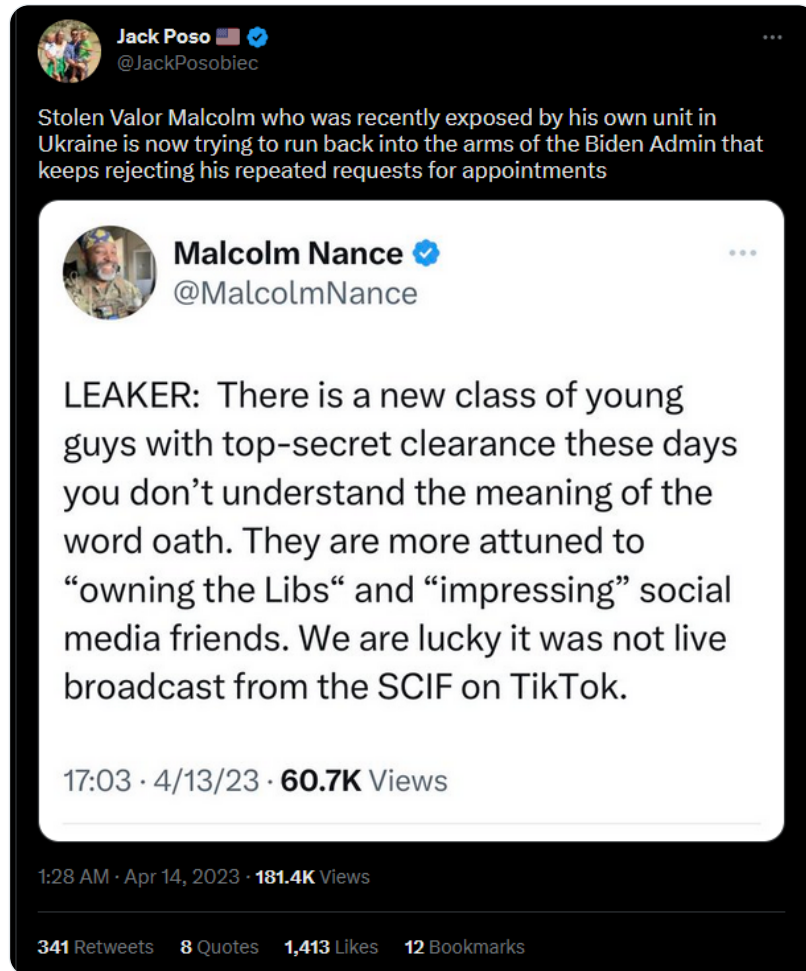 Jack Poso 🇺🇸
@JackPosobiec
Stolen Valor Malcolm who was recently exposed by his own unit in
Ukraine is now trying to run back into the arms of the Biden Admin that
keeps rejecting his repeated requests for appointments
Malcolm Nance
@MalcolmNance
LEAKER:  There is a new class of young
guys with top-secret clearance these days
you don’t understand the meaning of the
word oath. They are more attuned to
“owning the Libs“ and “impressing” social
media friends. We are lucky it was not live
broadcast from the SCIF on TikTok.
17:03 · 4/13/23 · 60.7K Views
1:28 AM · Apr 14, 2023 · 181.4K Views
341 Retweets 8 Quotes 1,413 Likes 12 Bookmarks